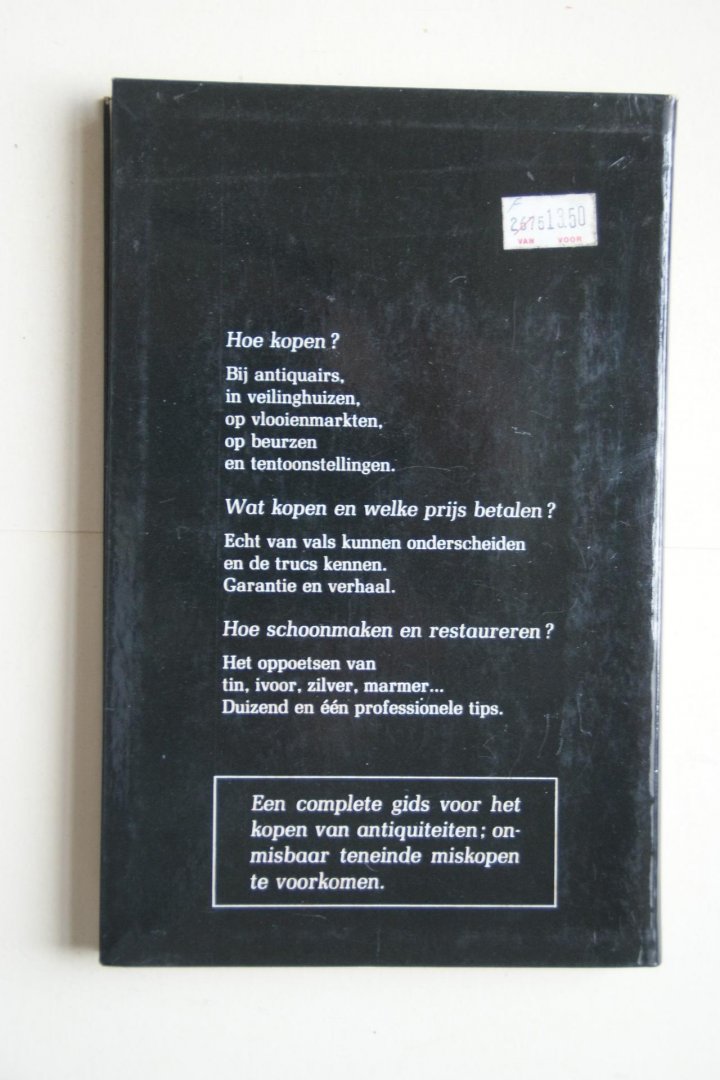 2675 13.50
VAN VOOR
Hoe kopen?
Bij antiquairs,
in veilinghuizen,
op vlooienmarkten,
op beurzen
en tentoonstellingen.
Wat kopen en welke prijs betalen?
Echt van vals kunnen onderscheiden
en de trucs kennen.
Garantie en verhaal.
Hoe schoonmaken en restaureren?
Het oppoetsen van
tin, ivoor, zilver, marmer...
Duizend en één professionele tips.
Een complete gids voor het
kopen van antiquiteiten; on-
misbaar teneinde miskopen
te voorkomen.